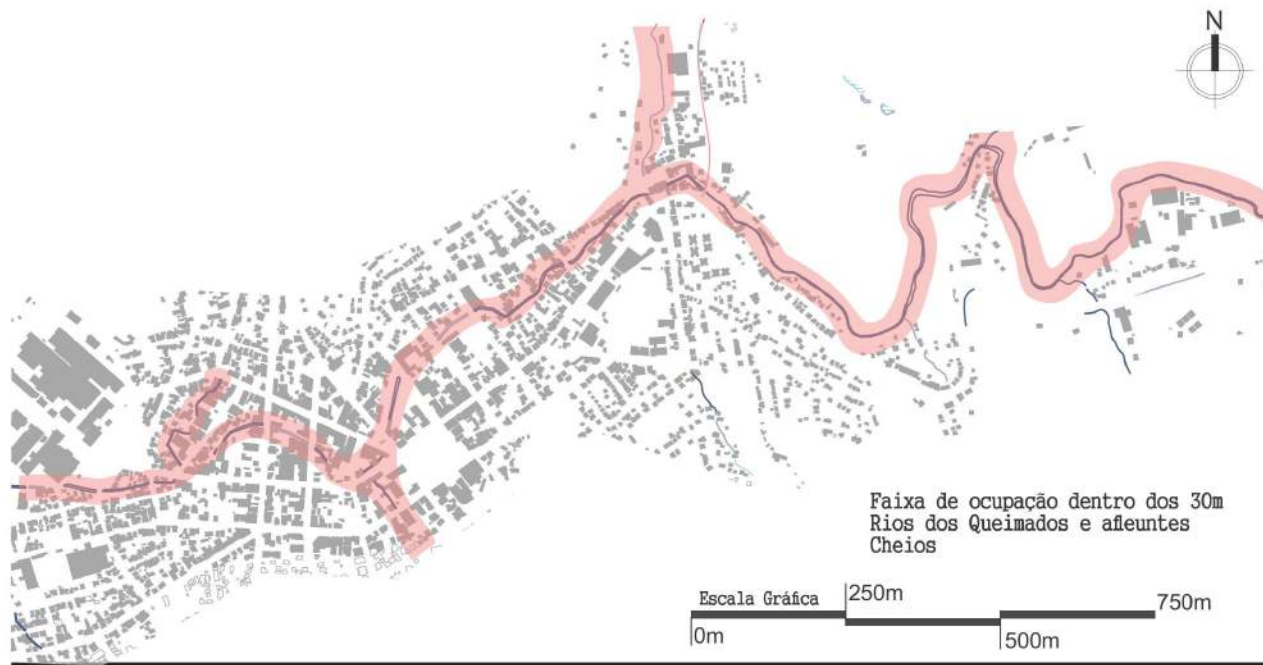 N
Faixa de ocupação dentro dos 30m
Rios dos Queimados e afleuntes
Cheios
Escala Gráfica
250m
750m
0m
500m